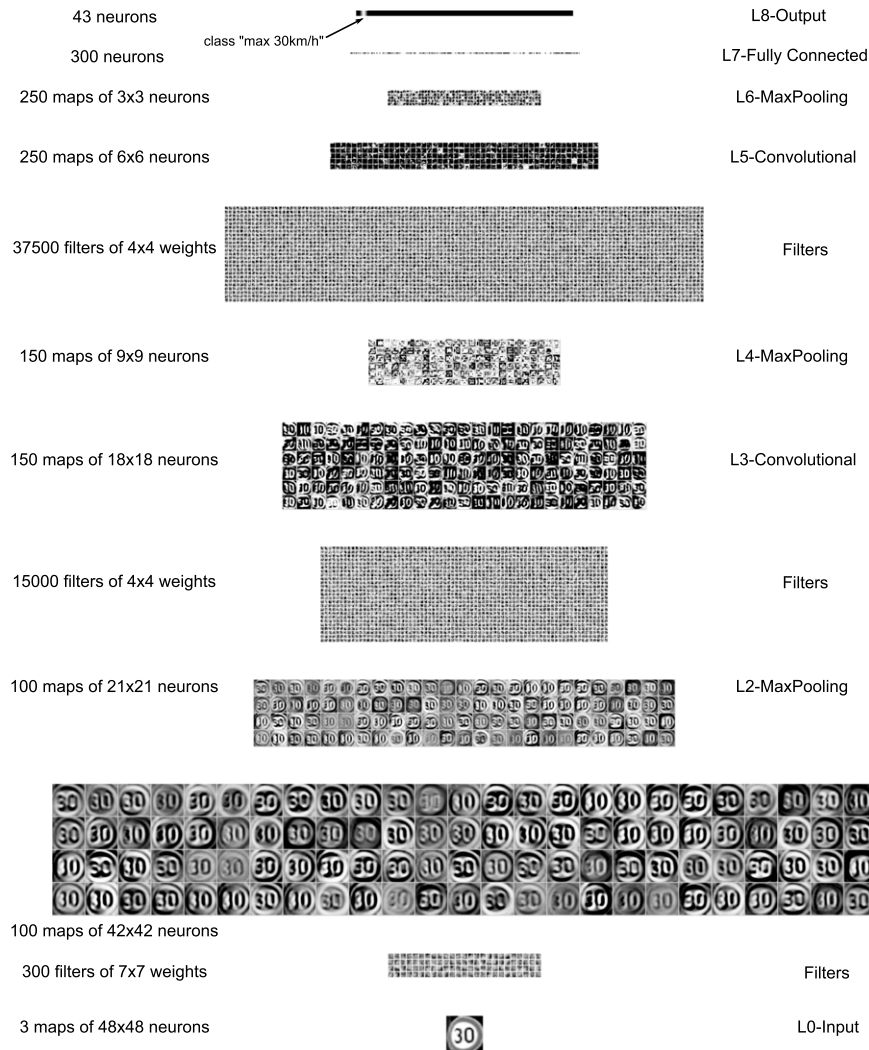 43 neurons
L8-Output
class "max 30km/h"
300 neurons
L7-Fully Connected
250 maps of 3x3 neurons
L6-MaxPooling
250 maps of 6x6 neurons
L5-Convolutional
37500 filters of 4x4 weights
Filters
150 maps of 9x9 neurons
L4-MaxPooling
150 maps of 18x18 neurons
L3-Convolutional
15000 filters of 4x4 weights
Filters
100 maps of 21x21 neurons
L2-MaxPooling
100 maps of 42x42 neurons
300 filters of 7x7 weights
Filters
3 maps of 48x48 neurons
30
L0-Input